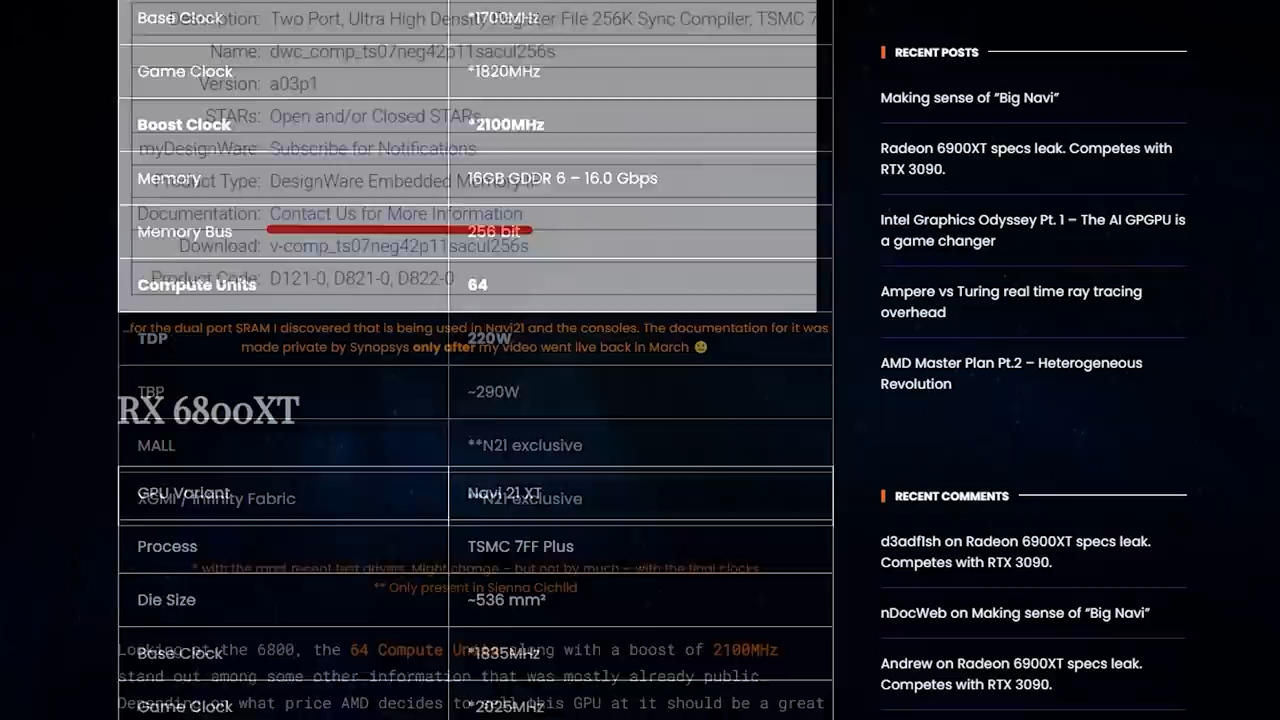 Base Clock *1700MHz
Description: Two Port, Ultra High Density Register File 256K Sync Compiler, TSMC 7
Name: dwc_comp_ts07neg42p11sacul256s
Game Clock *1820MHz
Version: a03p1
STARs: Open and/or Closed STARs
Boost Clock *2100MHz
myDesignWare: Subscribe for Notifications
Memory 16GB GDDR 6 – 16.0 Gbps
Product Type: DesignWare Embedded Memory IP
Documentation: Contact Us for More Information
Memory Bus 256 bit
Download: v-comp_ts07neg42p11sacul256s
Product Code: D121-0, D821-0, D822-0
Compute Units 64
...for the dual port SRAM I discovered that is being used in Navi21 and the consoles. The documentation for it was
made private by Synopsys only after my video went live back in March
TDP 220W
TBP ~290W
RX 6800XT
MALL **N21 exclusive
GPU Variant Navi 21 XT
XGMI / Infinity Fabric **N21 exclusive
Process TSMC 7FF Plus
* with the most recent test drivers. Might change – but not by much – with the final clocks
** Only present in Sienna Cichlid
Die Size ~536 mm²
Looking at the 6800, the 64 Compute Units along with a boost of 2100MHz
Base Clock *1835MHz
stand out among some other information that was mostly already public.
Depending on what price AMD decides to sell this GPU at it should be a great
Game Clock *2025MHz
RECENT POSTS
Making sense of “Big Navi”
Radeon 6900XT specs leak. Competes with
RTX 3090.
Intel Graphics Odyssey Pt. 1 – The AI GPGPU is
a game changer
Ampere vs Turing real time ray tracing
overhead
AMD Master Plan Pt.2 – Heterogeneous
Revolution
RECENT COMMENTS
d3adf1sh on Radeon 6900XT specs leak.
Competes with RTX 3090.
nDocWeb on Making sense of “Big Navi”
Andrew on Radeon 6900XT specs leak.
Competes with RTX 3090.